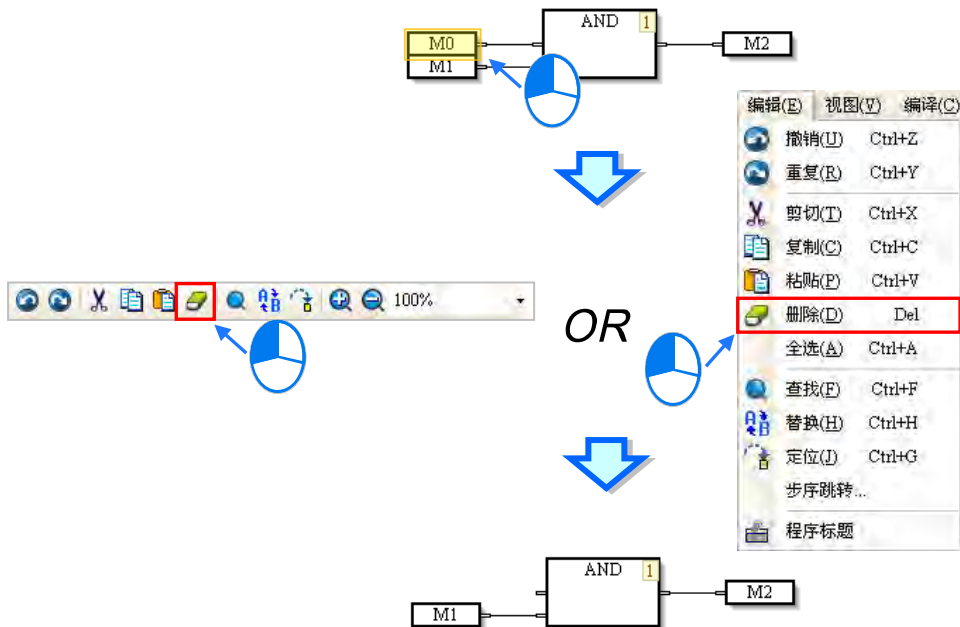 AND 1
M0
M2
M1
编辑(E) 视图(V) 编译(C)
撤销(U) Ctrl+Z
重复(R) Ctrl+Y
剪切(T) Ctrl+X
复制(C) Ctrl+C
粘贴(P) Ctrl+V
删除(D) Del
全选(A) Ctrl+A
查找(F) Ctrl+F
替换(H) Ctrl+H
定位(J) Ctrl+G
步序跳转...
程序标题
A B 100%
OR
AND 1
M2
M1